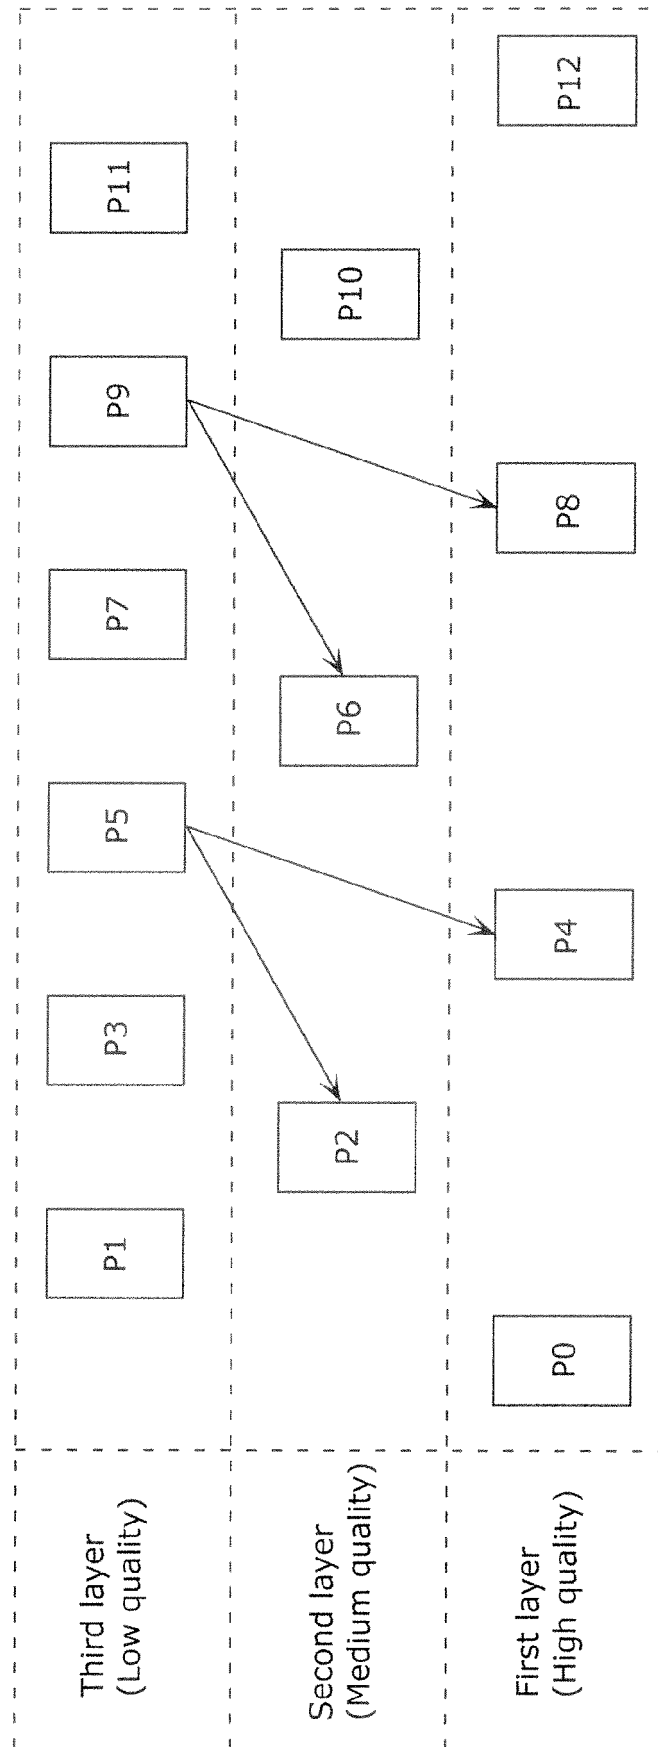 Third layer
(Low quality)
P1
P3
P5
P7
P9
P11
Second layer
(Medium quality)
P2
P6
P10
First layer
(High quality)
P0
P4
P8
P12